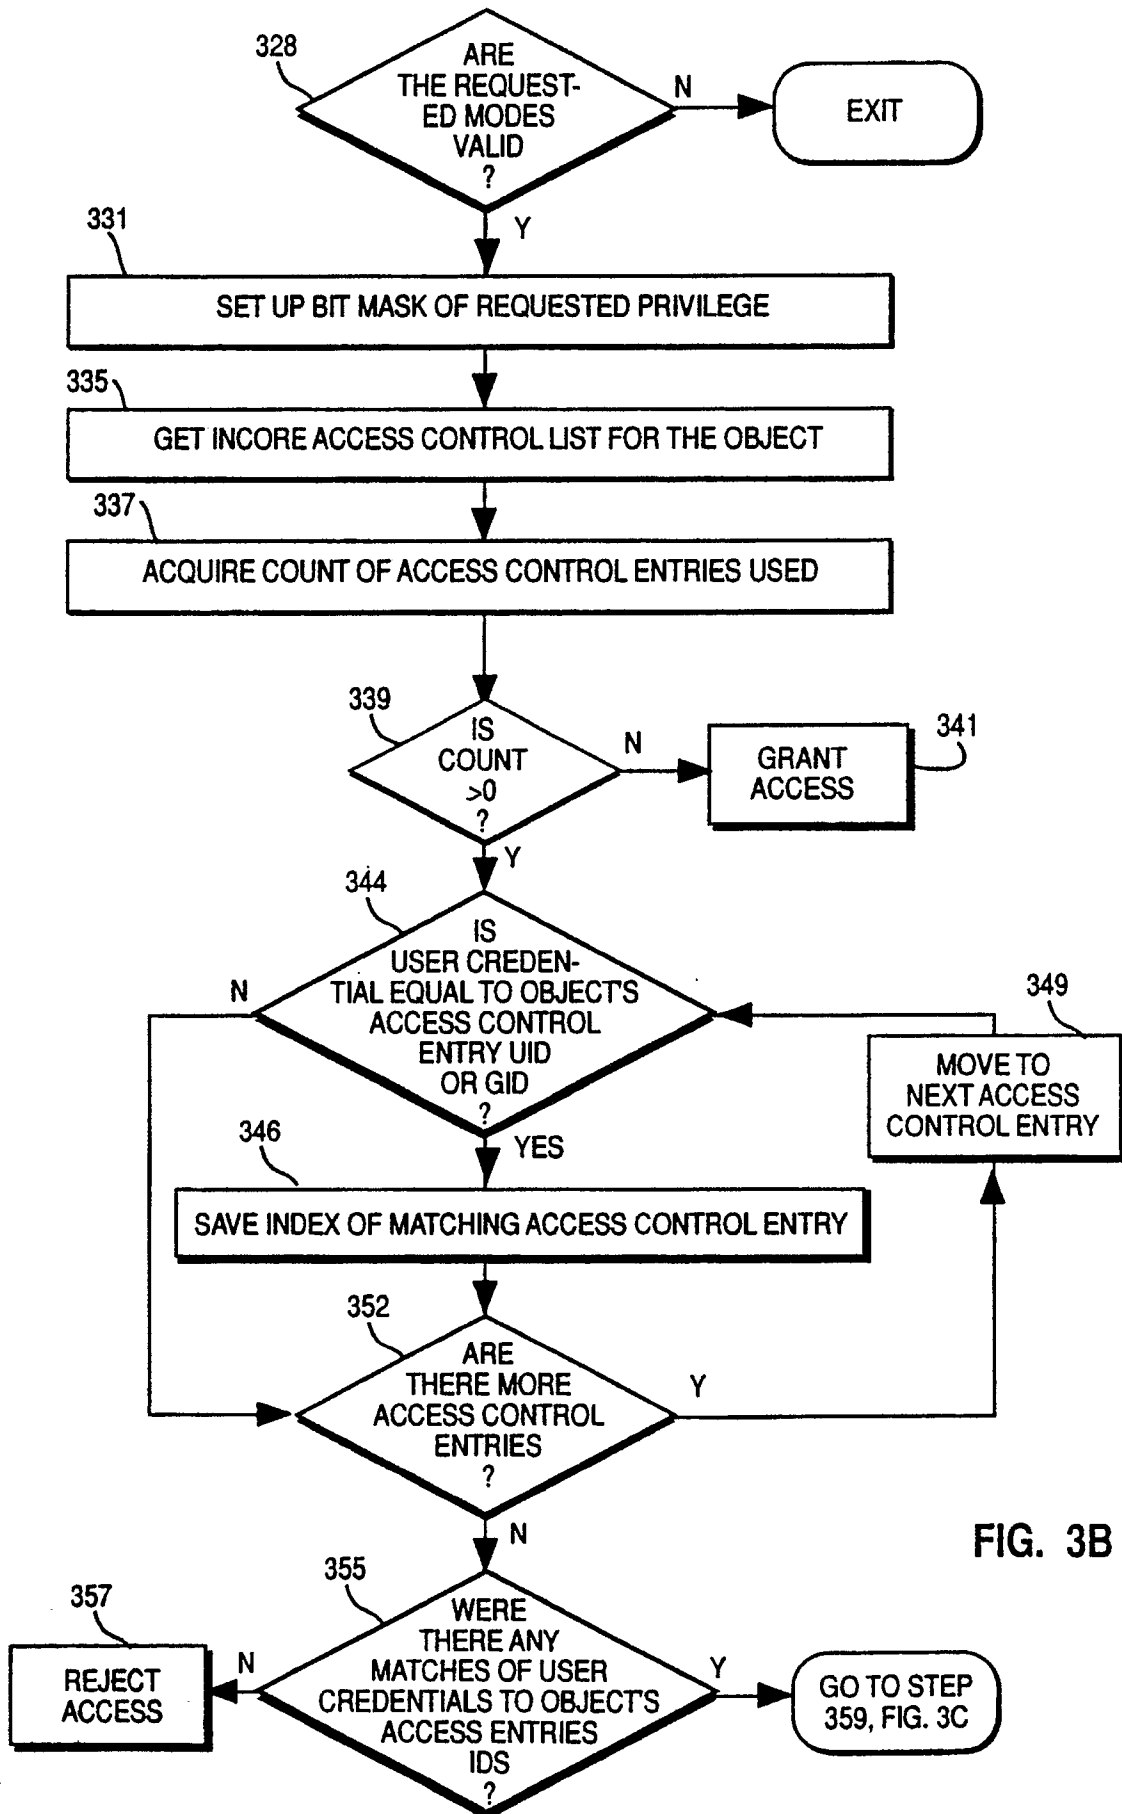 328
ARE
THE REQUEST-
ED MODES
VALID
?
N
EXIT
Y
331
SET UP BIT MASK OF REQUESTED PRIVILEGE
335
GET INCORE ACCESS CONTROL LIST FOR THE OBJECT
337
ACQUIRE COUNT OF ACCESS CONTROL ENTRIES USED
339
IS
COUNT
>0
?
N
GRANT
ACCESS
341
Y
344
IS
USER CREDEN-
TIAL EQUAL TO OBJECT'S
ACCESS CONTROL
ENTRY UID
OR GID
?
N
349
MOVE TO
NEXT ACCESS
CONTROL ENTRY
YES
346
SAVE INDEX OF MATCHING ACCESS CONTROL ENTRY
352
ARE
THERE MORE
ACCESS CONTROL
ENTRIES
?
Y
N
FIG. 3B
355
WERE
THERE ANY
MATCHES OF USER
CREDENTIALS TO OBJECT'S
ACCESS ENTRIES
IDS
?
357
N
REJECT
ACCESS
Y
GO TO STEP
359, FIG. 3C